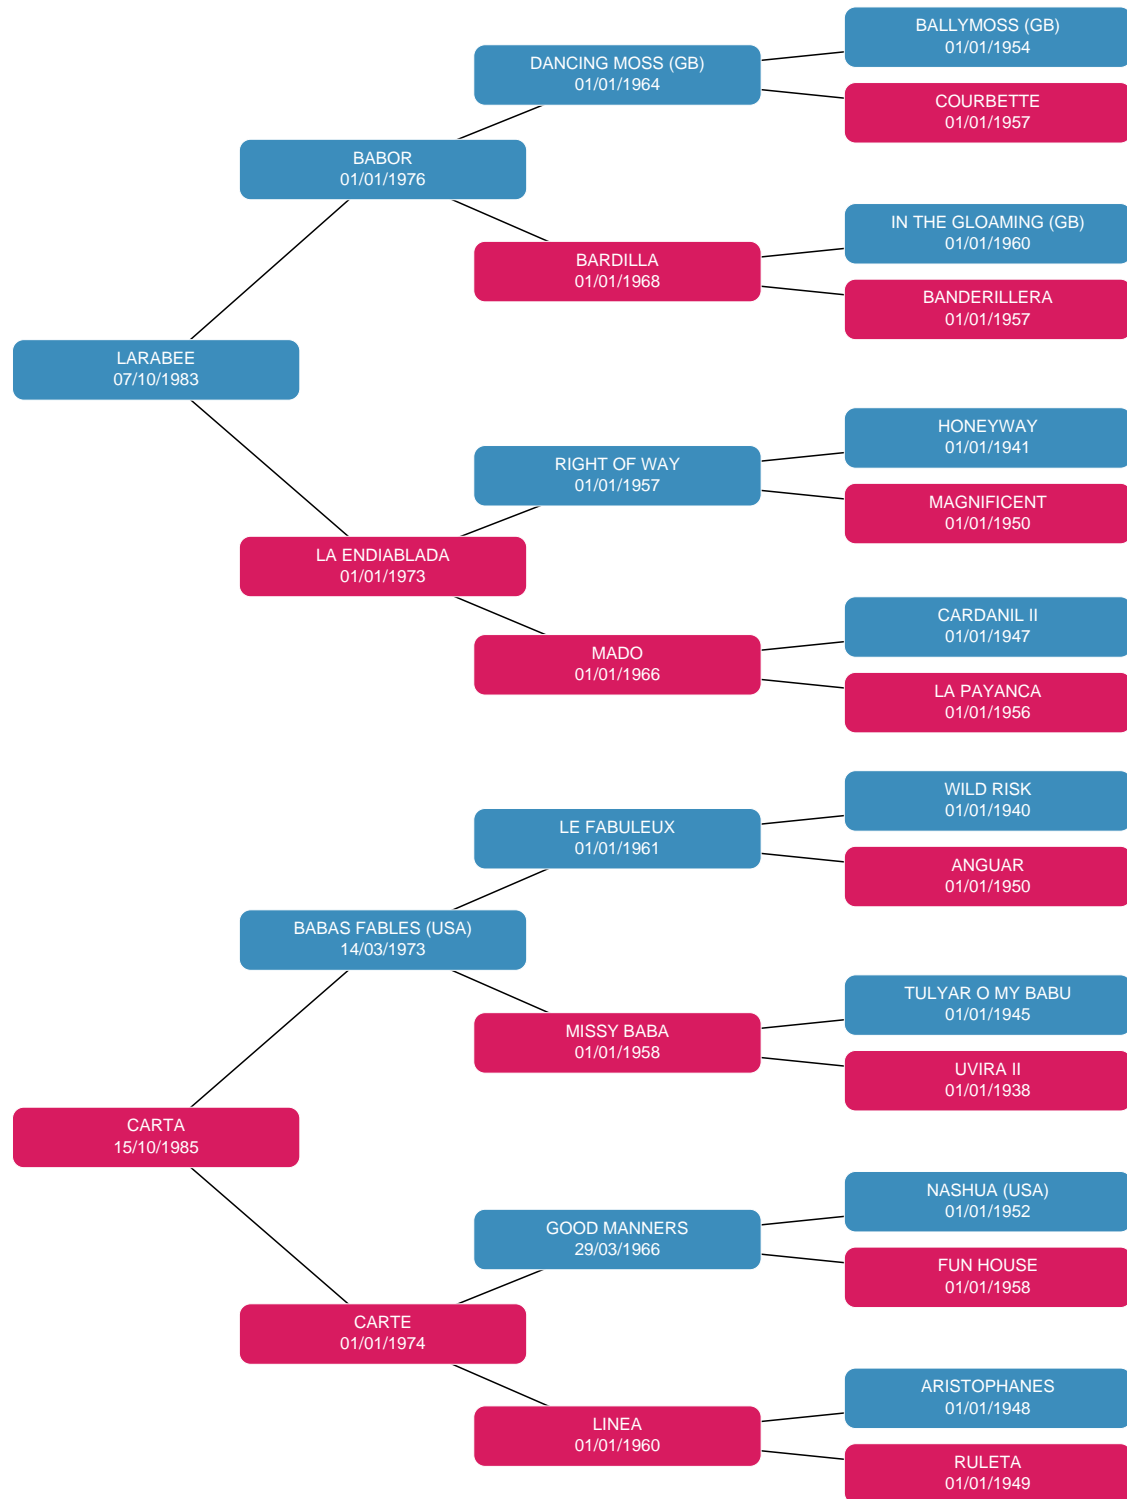 BALLYMOSS (GB)
01/01/1954
DANCING MOSS (GB)
01/01/1964
COURBETTE
01/01/1957
BABOR
01/01/1976
IN THE GLOAMING (GB)
01/01/1960
BARDILLA
01/01/1968
BANDERILLERA
01/01/1957
LARABEE
07/10/1983
HONEYWAY
01/01/1941
RIGHT OF WAY
01/01/1957
MAGNIFICENT
01/01/1950
LA ENDIABLADA
01/01/1973
CARDANIL II
01/01/1947
MADO
01/01/1966
LA PAYANCA
01/01/1956
WILD RISK
01/01/1940
LE FABULEUX
01/01/1961
ANGUAR
01/01/1950
BABAS FABLES (USA)
14/03/1973
TULYAR O MY BABU
01/01/1945
MISSY BABA
01/01/1958
UVIRA II
01/01/1938
CARTA
15/10/1985
NASHUA (USA)
01/01/1952
GOOD MANNERS
29/03/1966
FUN HOUSE
01/01/1958
CARTE
01/01/1974
ARISTOPHANES
01/01/1948
LINEA
01/01/1960
RULETA
01/01/1949